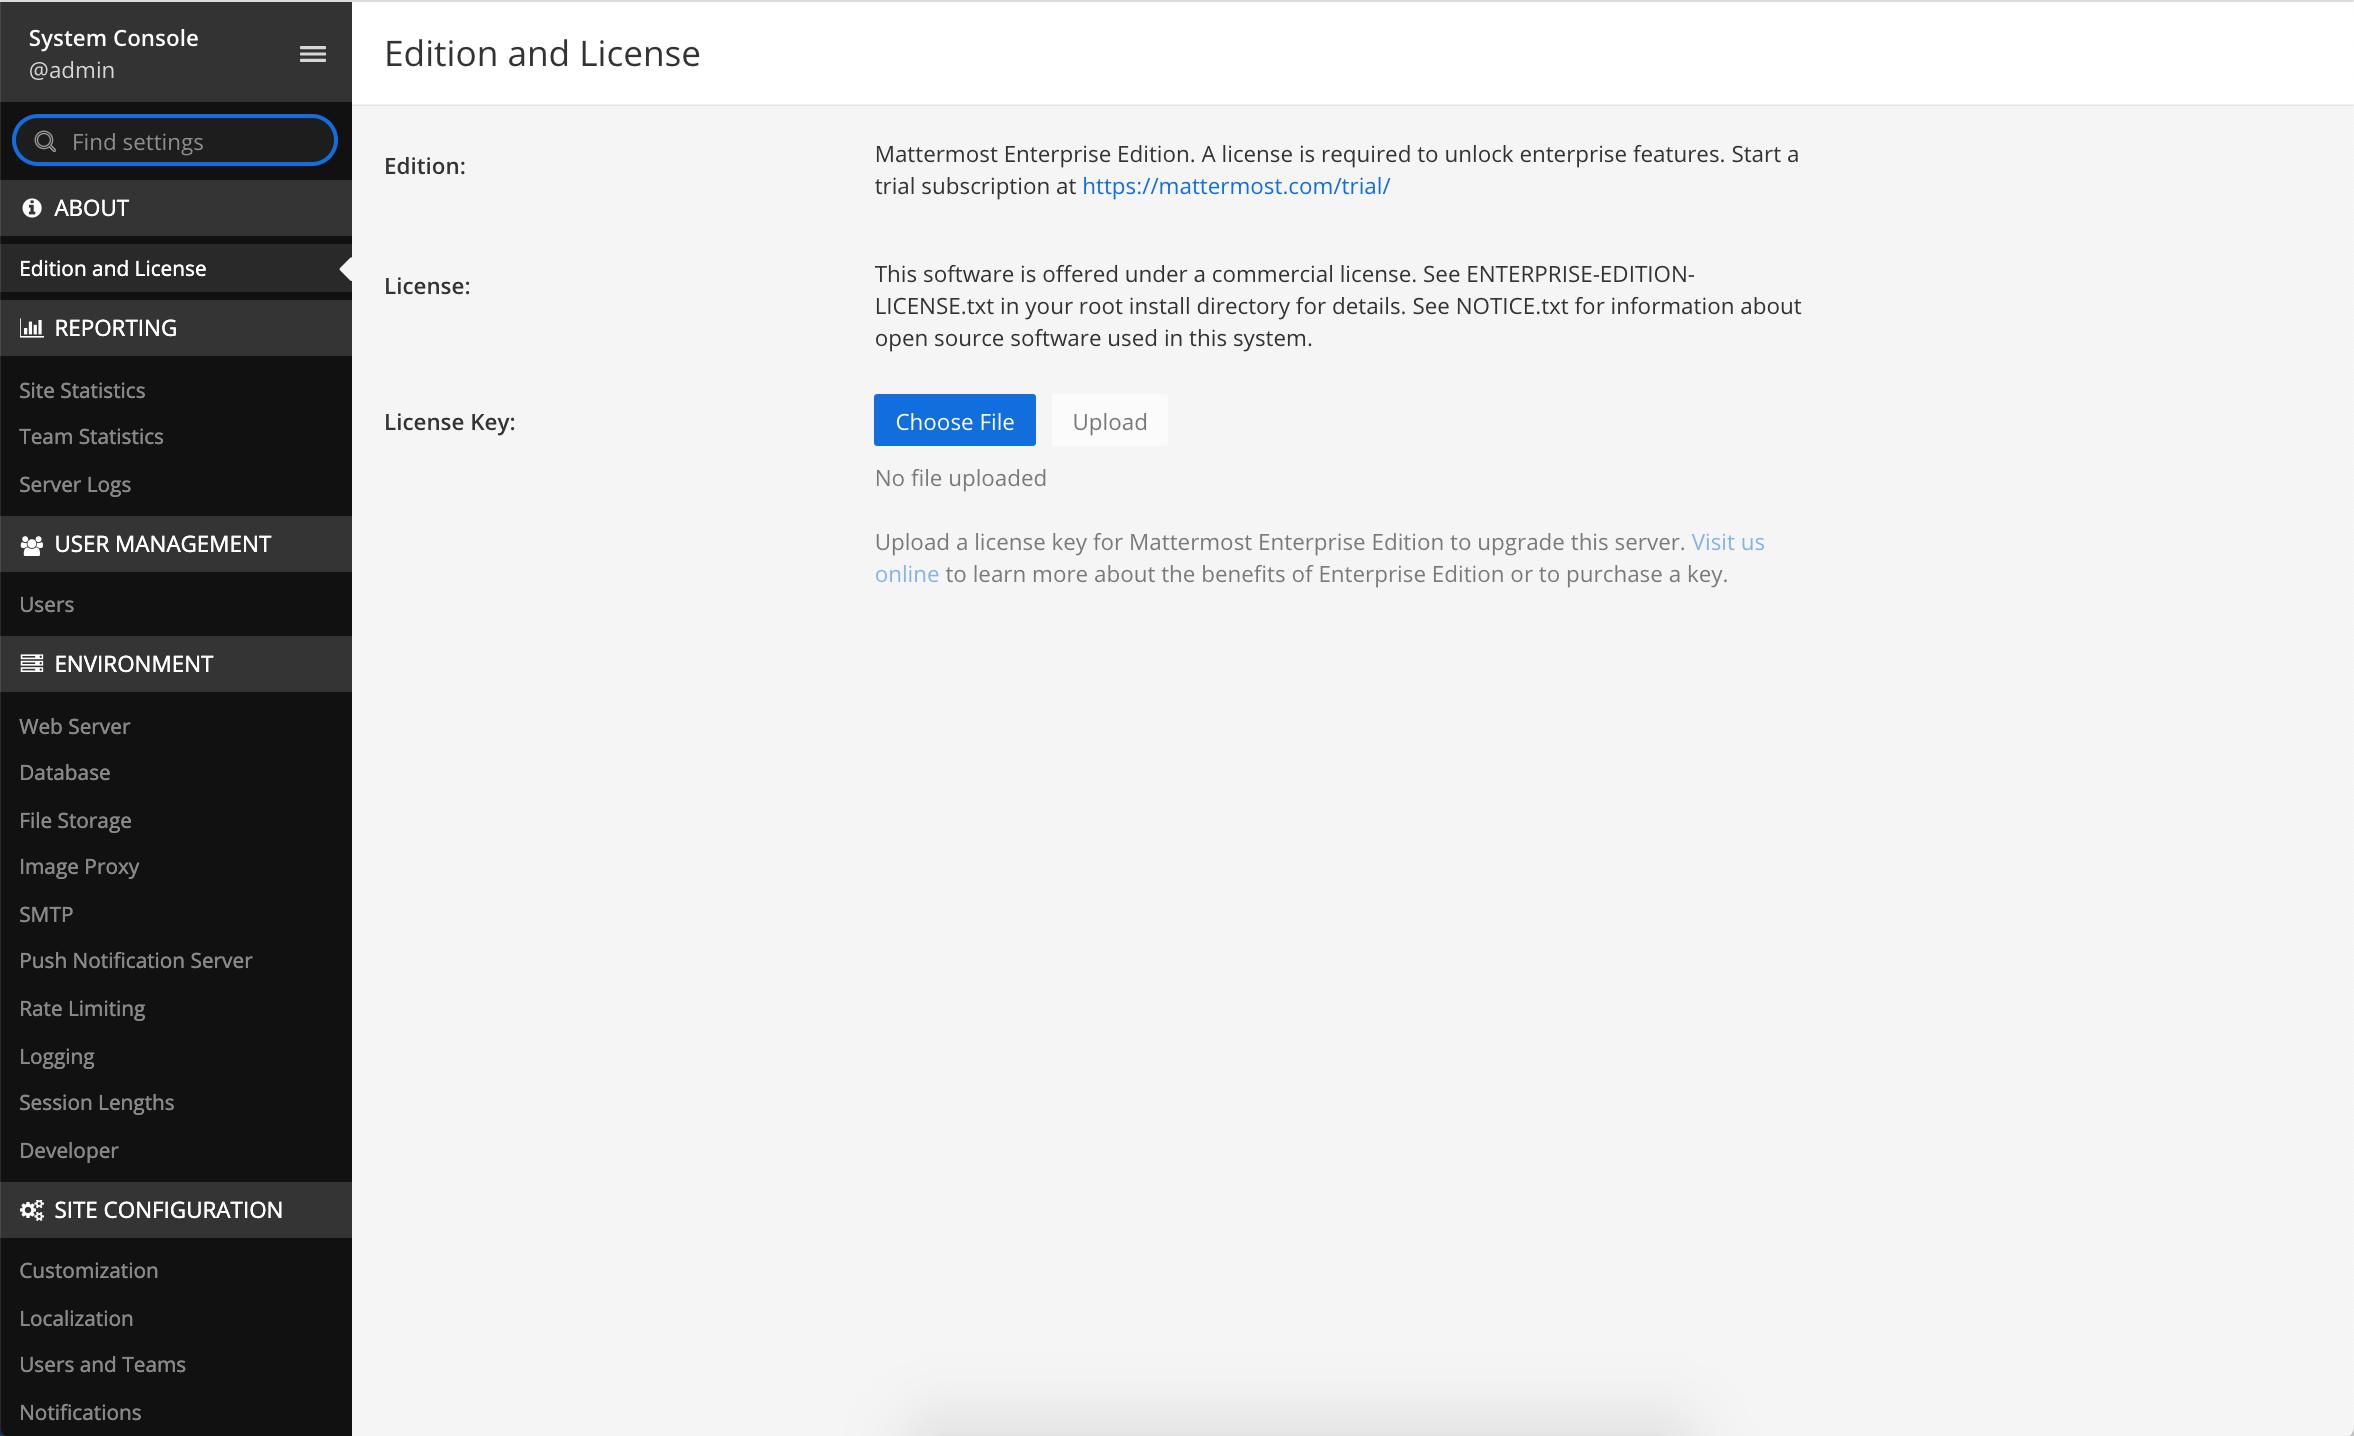 System Console
@admin
Find settings
ABOUT
Edition and License
REPORTING
Site Statistics
Team Statistics
Server Logs
USER MANAGEMENT
Users
ENVIRONMENT
Web Server
Database
File Storage
Image Proxy
SMTP
Push Notification Server
Rate Limiting
Logging
Session Lengths
Developer
SITE CONFIGURATION
Customization
Localization
Users and Teams
Notifications
Edition and License
Edition:
Mattermost Enterprise Edition. A license is required to unlock enterprise features. Start a
trial subscription at https://mattermost.com/trial/
License:
This software is offered under a commercial license. See ENTERPRISE-EDITION-
LICENSE.txt in your root install directory for details. See NOTICE.txt for information about
open source software used in this system.
License Key:
Choose File
Upload
No file uploaded
Upload a license key for Mattermost Enterprise Edition to upgrade this server. Visit us
online to learn more about the benefits of Enterprise Edition or to purchase a key.